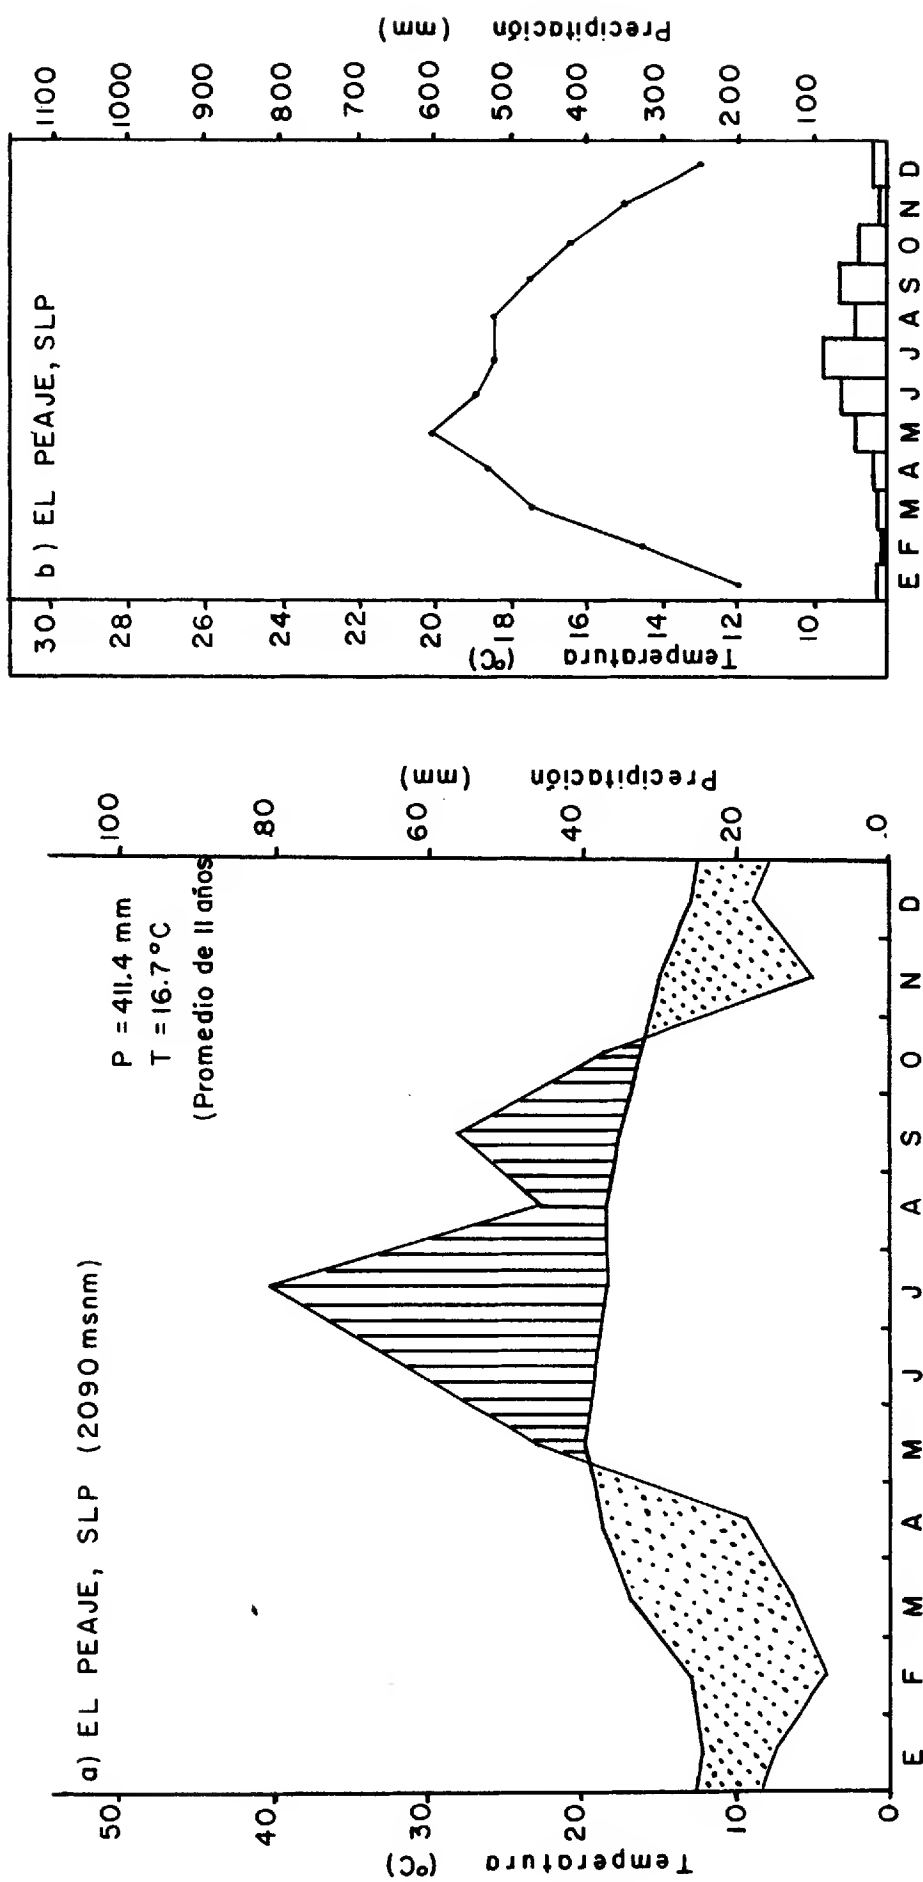 a) EL PEAJE, SLP (2090 msnm)
P = 411.4 mm
T = 16.7°C
(Promedio de 11 años
Temperatura
(°C)
50
40
30
20
10
0
Precipitación
(mm)
100
80
60
40
20
0
E F M A M J J A S O N D
b) EL PEAJE, SLP
Temperatura
(°C)
30
28
26
24
22
20
18
16
14
12
10
Precipitación
(mm)
1100
1000
900
800
700
600
500
400
300
200
100
E F M A M J J A S O N D